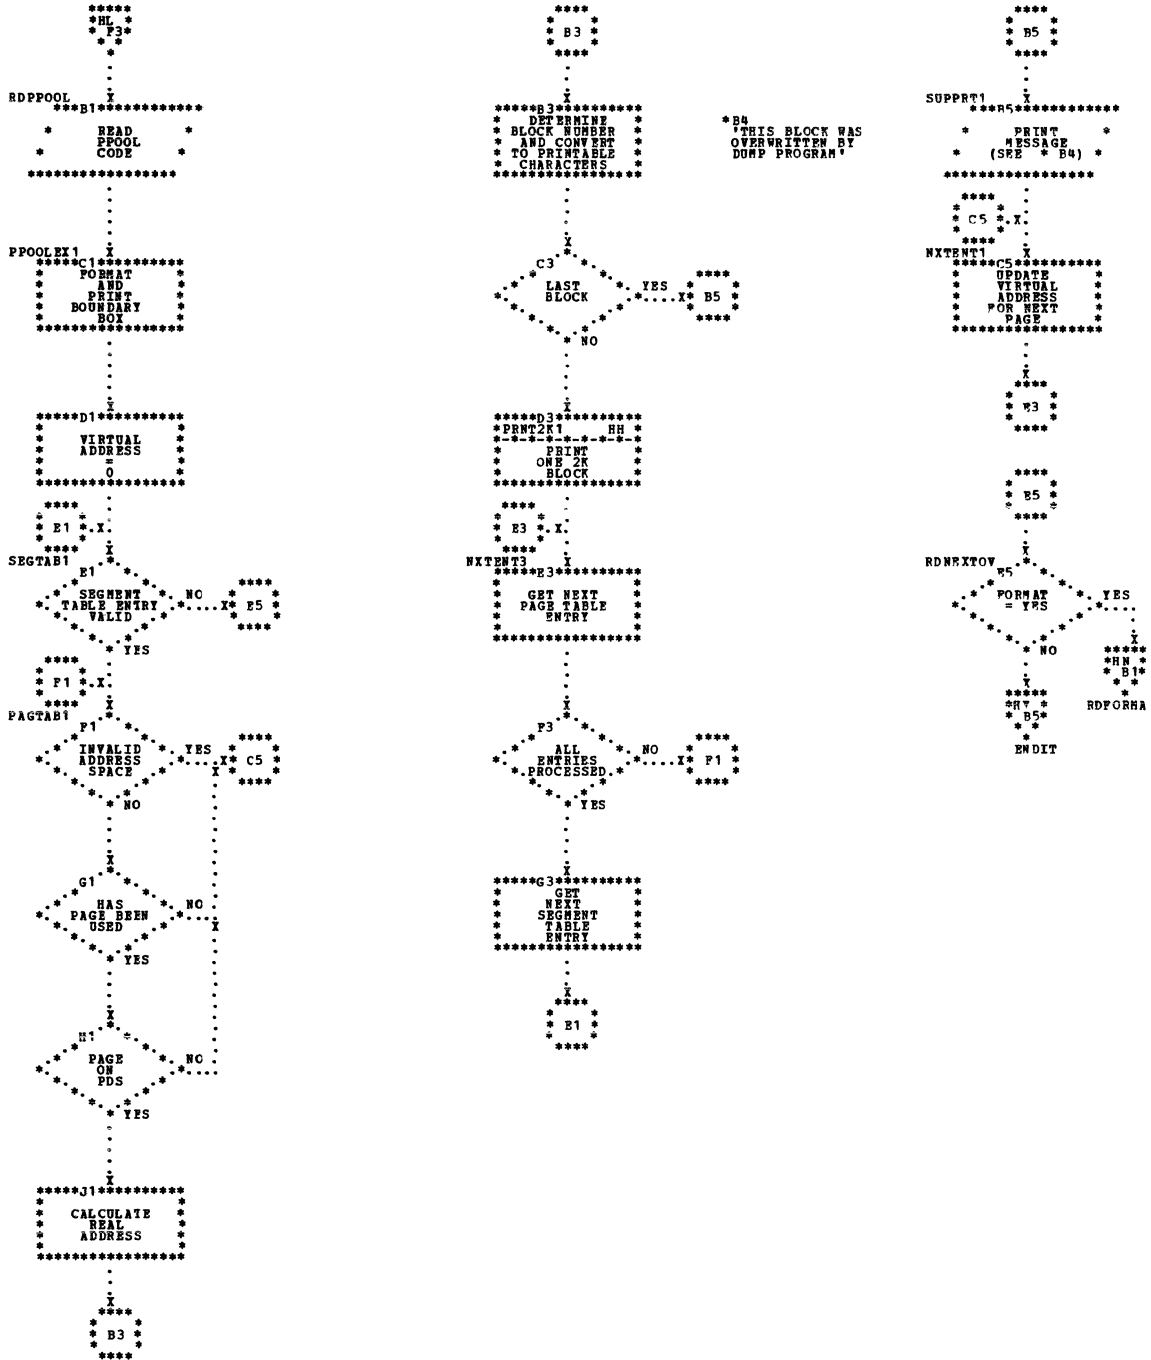 HL
F3
RDPPOOL
B1
READ
PPOOL
CODE
PPOOLEX1
C1
FORMAT
AND
PRINT
BOUNDARY
BOX
D1
VIRTUAL
ADDRESS
=
0
E1
SEGTAB1
E1
SEGMENT
TABLE ENTRY
VALID
NO
E5
YES
F1
PAGTAB1
F1
INVALID
ADDRESS
SPACE
YES
C5
NO
G1
HAS
PAGE BEEN
USED
NO
YES
H1
PAGE
ON
PDS
NO
YES
J1
CALCULATE
REAL
ADDRESS
B3
B3
B3
DETERMINE
BLOCK NUMBER
AND CONVERT
TO PRINTABLE
CHARACTERS
*B4
'THIS BLOCK WAS
OVERWRITTEN BY
DUMP PROGRAM'
C3
LAST
BLOCK
YES
B5
NO
D3
PRNT2K1 HH
PRINT
ONE 2K
BLOCK
E3
NXTENT3
E3
GET NEXT
PAGE TABLE
ENTRY
F3
ALL
ENTRIES
PROCESSED
NO
F1
YES
G3
GET
NEXT
SEGMENT
TABLE
ENTRY
E1
B5
SUPPRT1
B5
PRINT
MESSAGE
(SEE * B4)
C5
NXTENT1
C5
UPDATE
VIRTUAL
ADDRESS
FOR NEXT
PAGE
E3
E5
RDNEXTOV
E5
FORMAT
= YES
YES
NO
HN
B1
RDFORMA
B5
ENDIT